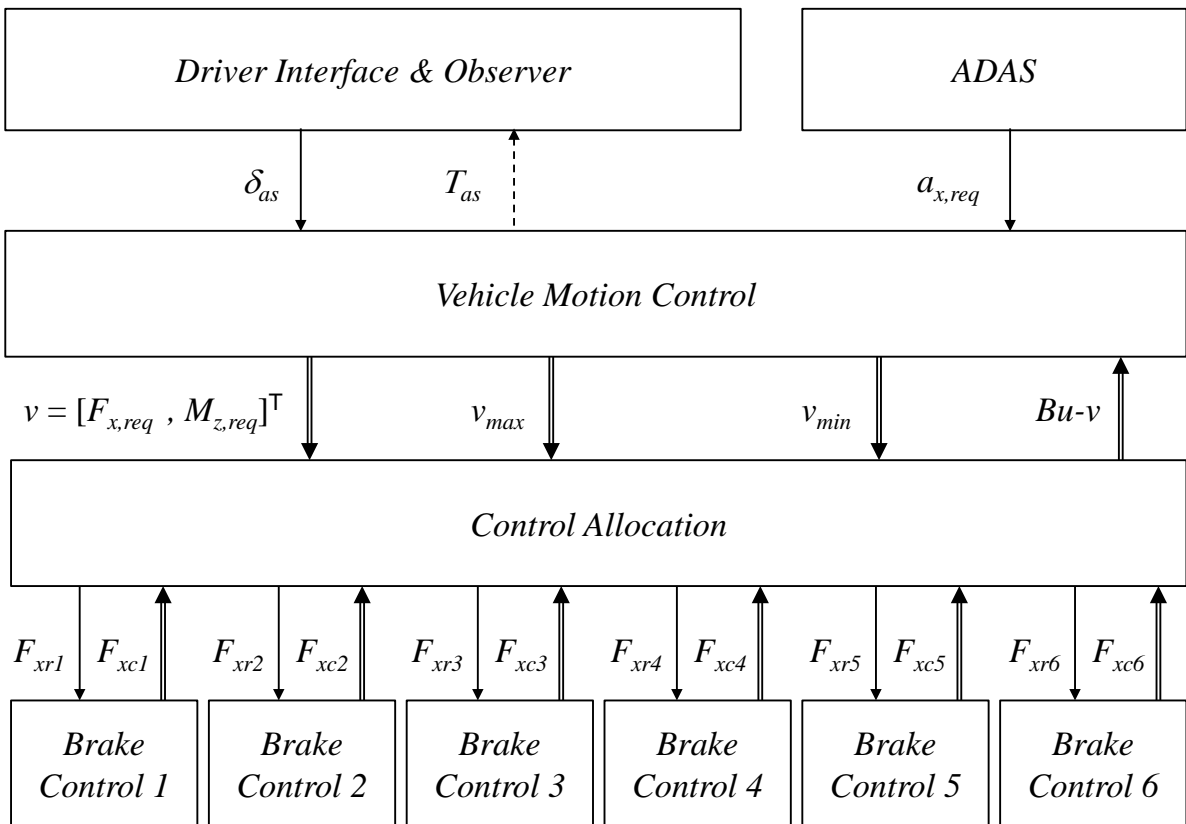 Driver Interface & Observer
ADAS
δas
Tas
ax,req
Vehicle Motion Control
v = [Fx,req , Mz,req]T
vmax
vmin
Bu-v
Control Allocation
Fxr1
Fxc1
Fxr2
Fxc2
Fxr3
Fxc3
Fxr4
Fxc4
Fxr5
Fxc5
Fxr6
Fxc6
Brake
Control 1
Brake
Control 2
Brake
Control 3
Brake
Control 4
Brake
Control 5
Brake
Control 6